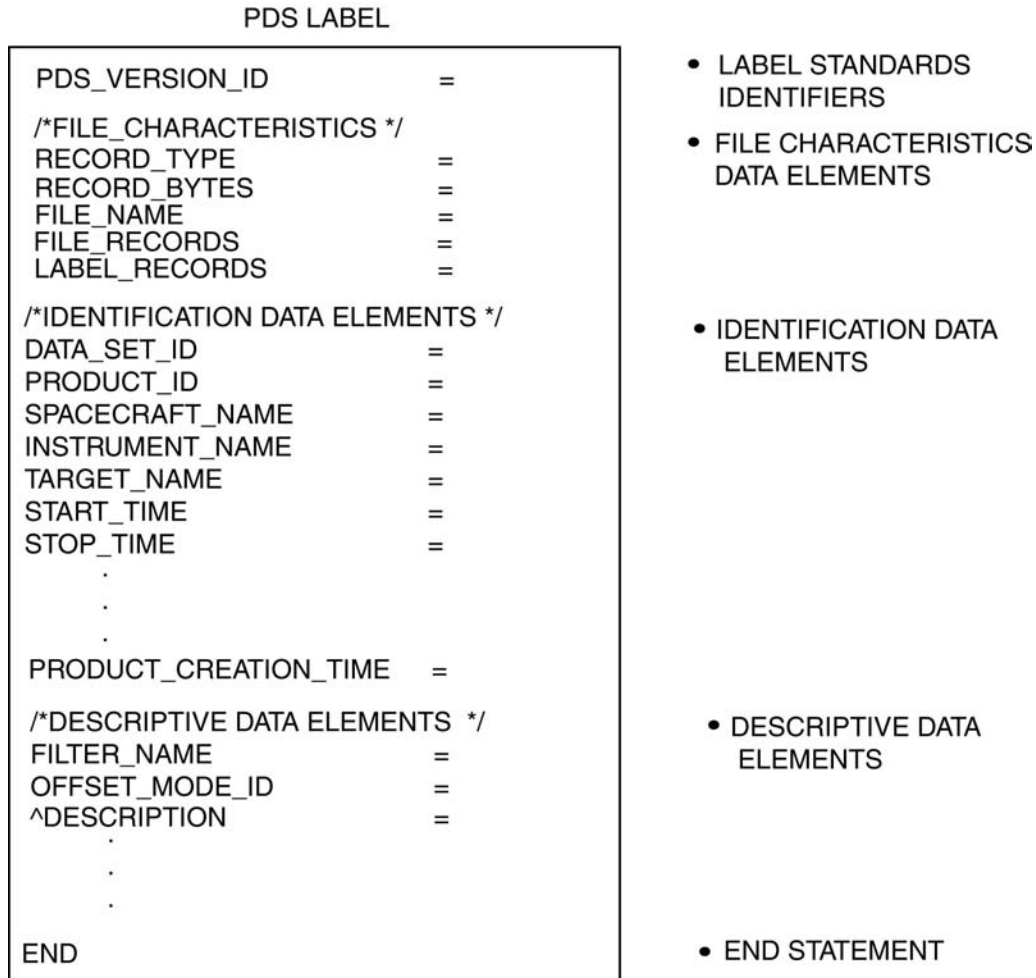 PDS LABEL
PDS_VERSION_ID =
/*FILE_CHARACTERISTICS */
RECORD_TYPE =
RECORD_BYTES =
FILE_NAME =
FILE_RECORDS =
LABEL_RECORDS =
/*IDENTIFICATION DATA ELEMENTS */
DATA_SET_ID =
PRODUCT_ID =
SPACECRAFT_NAME =
INSTRUMENT_NAME =
TARGET_NAME =
START_TIME =
STOP_TIME =
.
.
.
PRODUCT_CREATION_TIME =
/*DESCRIPTIVE DATA ELEMENTS */
FILTER_NAME =
OFFSET_MODE_ID =
^DESCRIPTION =
.
.
.
END
• LABEL STANDARDS
IDENTIFIERS
• FILE CHARACTERISTICS
DATA ELEMENTS
• IDENTIFICATION DATA
ELEMENTS
• DESCRIPTIVE DATA
ELEMENTS
• END STATEMENT